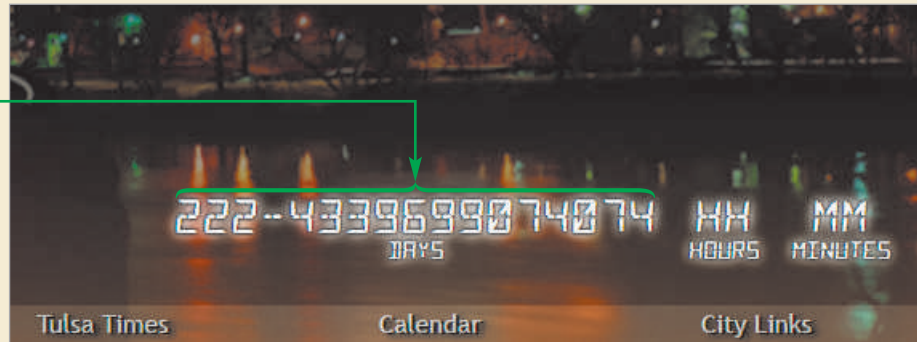 222-4339699074074 HH MM
DAYS HOURS MINUTES
Tulsa Times Calendar City Links